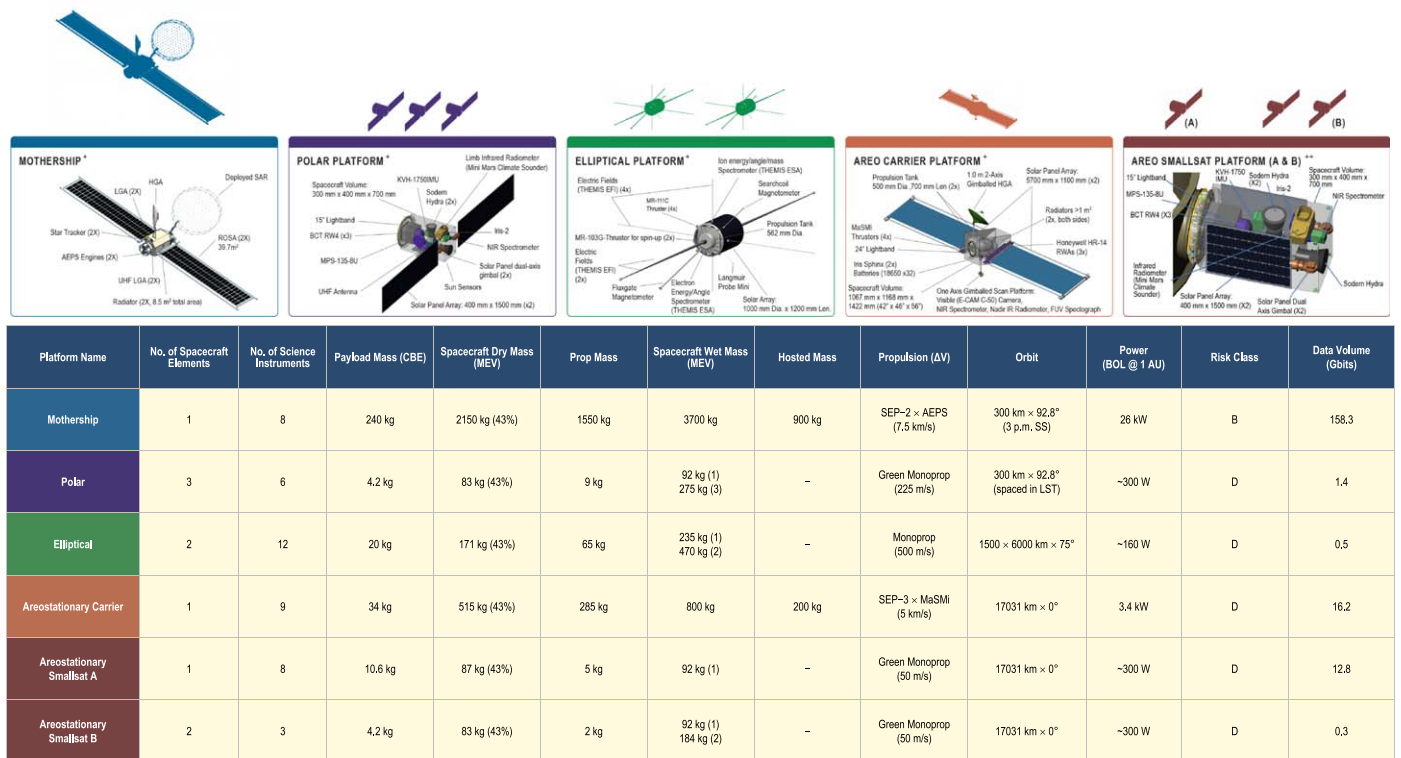 (A)
(B)
MOTHERSHIP +
HGA
LGA (2X)
Deployed SAR
Star Tracker (2X)
ROSA (2X)
39.7m²
AEPS Engines (2X)
UHF LGA (2X)
Radiator (2X, 8.5 m² total area)
POLAR PLATFORM +
Limb Infrared Radiometer
(Mini Mars Climate Sounder)
Spacecraft Volume:
300 mm x 400 mm x 700 mm
KVH-1750IMU
Sodern
Hydra (2x)
15" Lightband
BCT RW4 (x3)
Iris-2
MPS-135-8U
NIR Spectrometer
Solar Panel dual-axis
gimbal (2x)
UHF Antenna
Sun Sensors
Solar Panel Array: 400 mm x 1500 mm (x2)
ELLIPTICAL PLATFORM +
Ion energy/angle/mass
Spectrometer (THEMIS ESA)
Electric Fields
(THEMIS EFI) (4x)
Searchcoil
Magnetometer
MR-111C
Thruster (4x)
Propulsion Tank
562 mm Dia
MR-103G-Thrustor for spin-up (2x)
Electric
Fields
(THEMIS EFI)
(2x)
Fluxgate
Magnetometer
Electron
Energy/Angle
Spectrometer
(THEMIS ESA)
Langmuir
Probe Mini
Solar Array:
1000 mm Dia. x 1200 mm Len.
AREO CARRIER PLATFORM +
Propulsion Tank
500 mm Dia ,700 mm Len (2x)
1.0 m 2-Axis
Gimballed HGA
Solar Panel Array:
5700 mm x 1100 mm (x2)
Radiators >1 m²
(2x, both sides)
MaSMI
Thrusters (4x)
24" Lightband
Honeywell HR-14
RWAs (3x)
Iris Sphinx (2x)
Batteries (18650 x32)
Spacecraft Volume:
1067 mm x 1168 mm x
1422 mm (42" x 46" x 56")
One Axis Gimballed Scan Platform:
Visible (E-CAM C-50) Camera,
NIR Spectrometer, Nadir IR Radiometer, FUV Spectograph
AREO SMALLSAT PLATFORM (A & B) ++
15" Lightband
MPS-135-8U
BCT RW4 (X3)
KVH-1750
IMU
Sodern Hydra
(X2)
Iris-2
Spacecraft Volume:
300 mm x 400 mm x
700 mm
NIR Spectrometer
Infrared
Radiometer
(Mini Mars
Climate
Sounder)
Solar Panel Array:
400 mm x 1500 mm (X2)
Solar Panel Dual
Axis Gimbal (X2)
Sodern Hydra
Platform Name No. of Spacecraft Elements No. of Science Instruments Payload Mass (CBE) Spacecraft Dry Mass (MEV) Prop Mass Spacecraft Wet Mass (MEV) Hosted Mass Propulsion (ΔV) Orbit Power (BOL @ 1 AU) Risk Class Data Volume (Gbits)
Mothership 1 8 240 kg 2150 kg (43%) 1550 kg 3700 kg 900 kg SEP−2 × AEPS (7.5 km/s) 300 km × 92.8° (3 p.m. SS) 26 kW B 158.3
Polar 3 6 4.2 kg 83 kg (43%) 9 kg 92 kg (1) 275 kg (3) – Green Monoprop (225 m/s) 300 km × 92.8° (spaced in LST) ~300 W D 1.4
Elliptical 2 12 20 kg 171 kg (43%) 65 kg 235 kg (1) 470 kg (2) – Monoprop (500 m/s) 1500 × 6000 km × 75° ~160 W D 0.5
Areostationary Carrier 1 9 34 kg 515 kg (43%) 285 kg 800 kg 200 kg SEP−3 × MaSMi (5 km/s) 17031 km × 0° 3.4 kW D 16.2
Areostationary Smallsat A 1 8 10.6 kg 87 kg (43%) 5 kg 92 kg (1) – Green Monoprop (50 m/s) 17031 km × 0° ~300 W D 12.8
Areostationary Smallsat B 2 3 4.2 kg 83 kg (43%) 2 kg 92 kg (1) 184 kg (2) – Green Monoprop (50 m/s) 17031 km × 0° ~300 W D 0.3